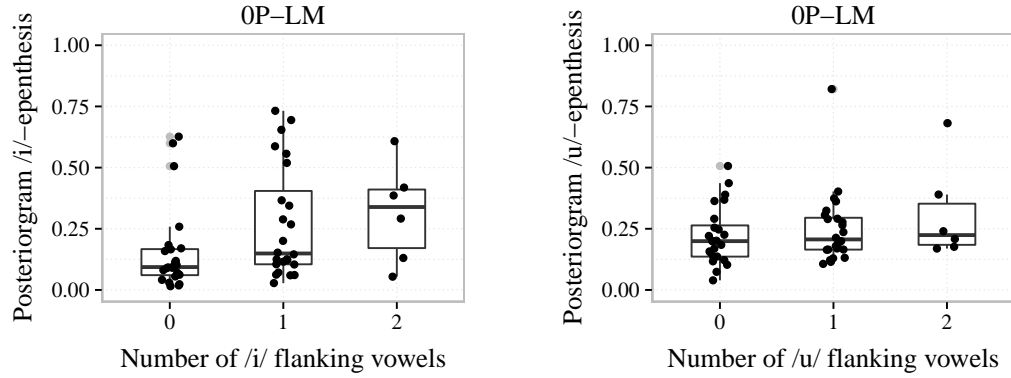 0P−LM
Posteriorgram /i/−epenthesis
1.00
0.75
0.50
0.25
0.00
0 1 2
Number of /i/ flanking vowels
0P−LM
Posteriorgram /u/−epenthesis
1.00
0.75
0.50
0.25
0.00
0 1 2
Number of /u/ flanking vowels